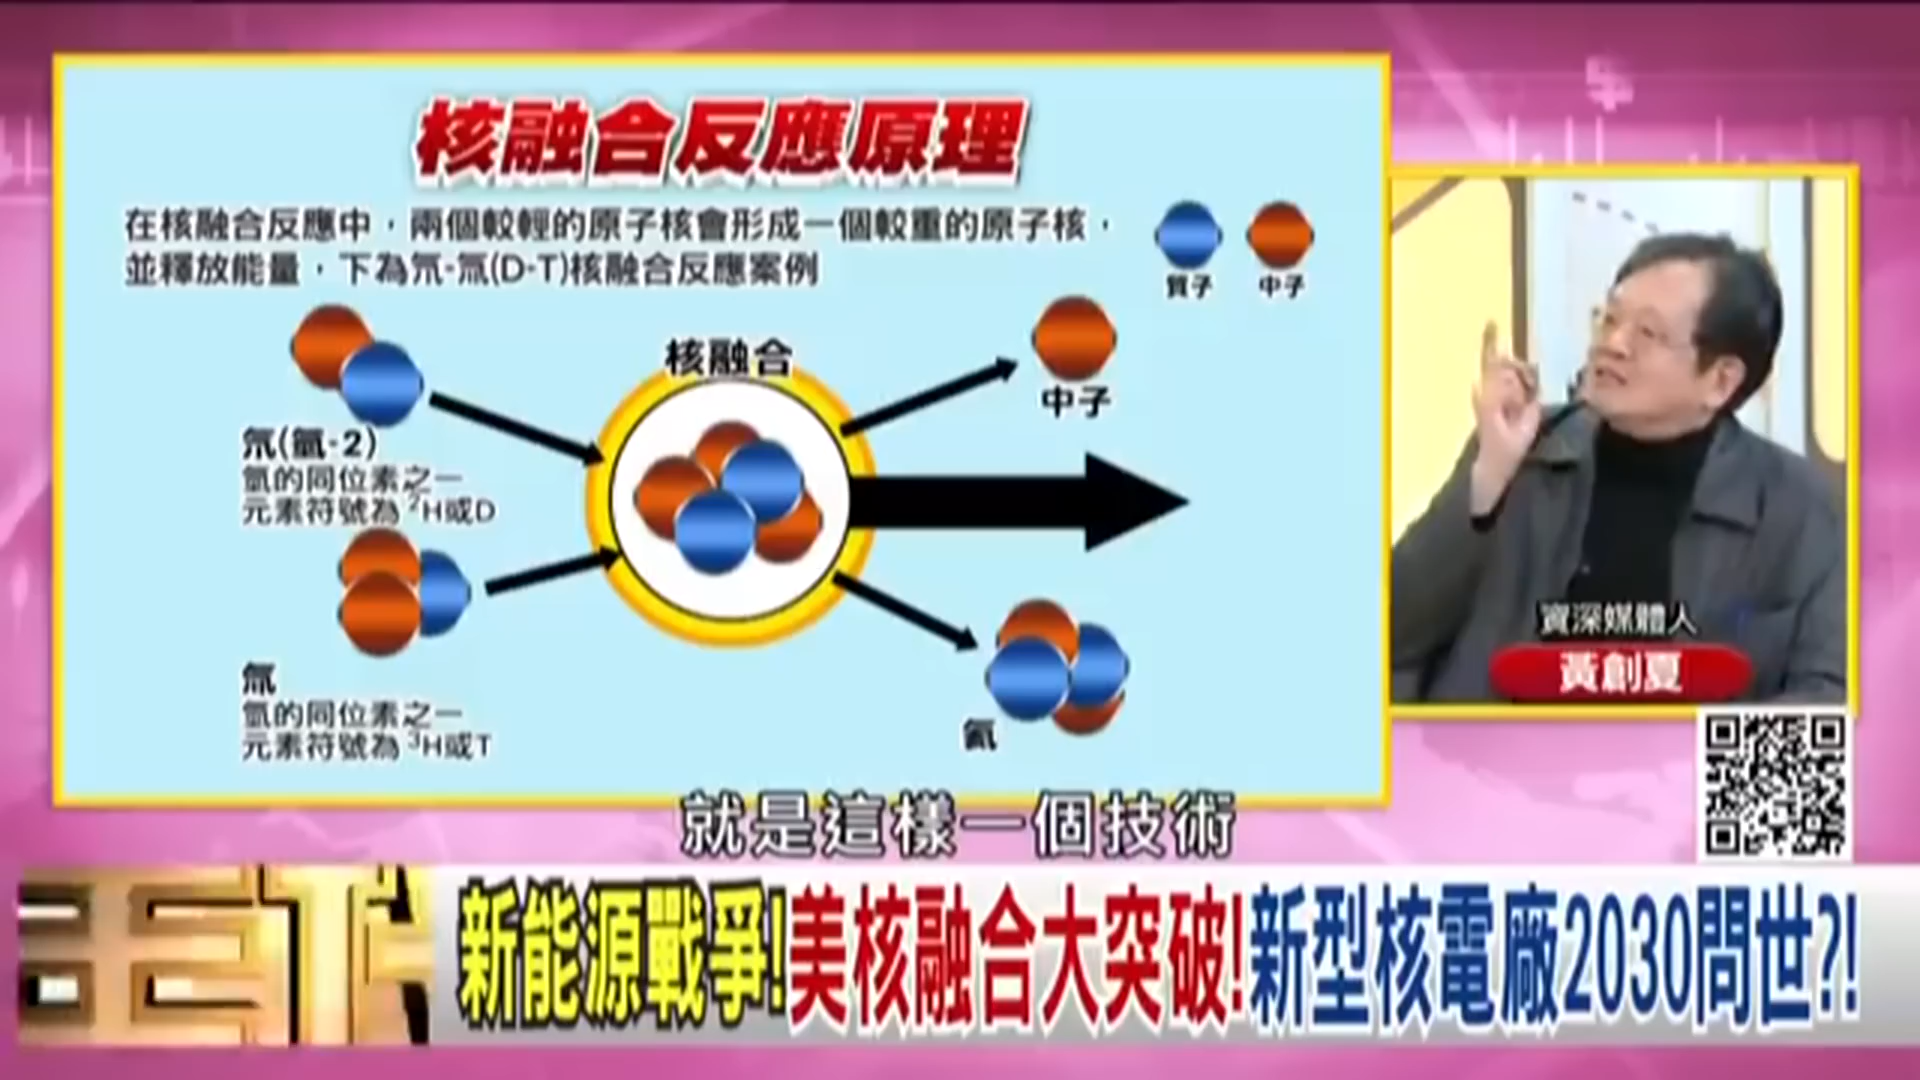 核融合反應原理
在核融合反應中，兩個較輕的原子核會形成一個較重的原子核，
並釋放能量，下為氘-氚(D-T)核融合反應案例
質子
中子
核融合
中子
氘(氫-2)
氫的同位素之一
元素符號為 ²H或D
氚
氫的同位素之一
元素符號為 ³H或T
氦
資深媒體人
黃創夏
就是這樣一個技術
新能源戰爭!美核融合大突破!新型核電廠2030問世?!